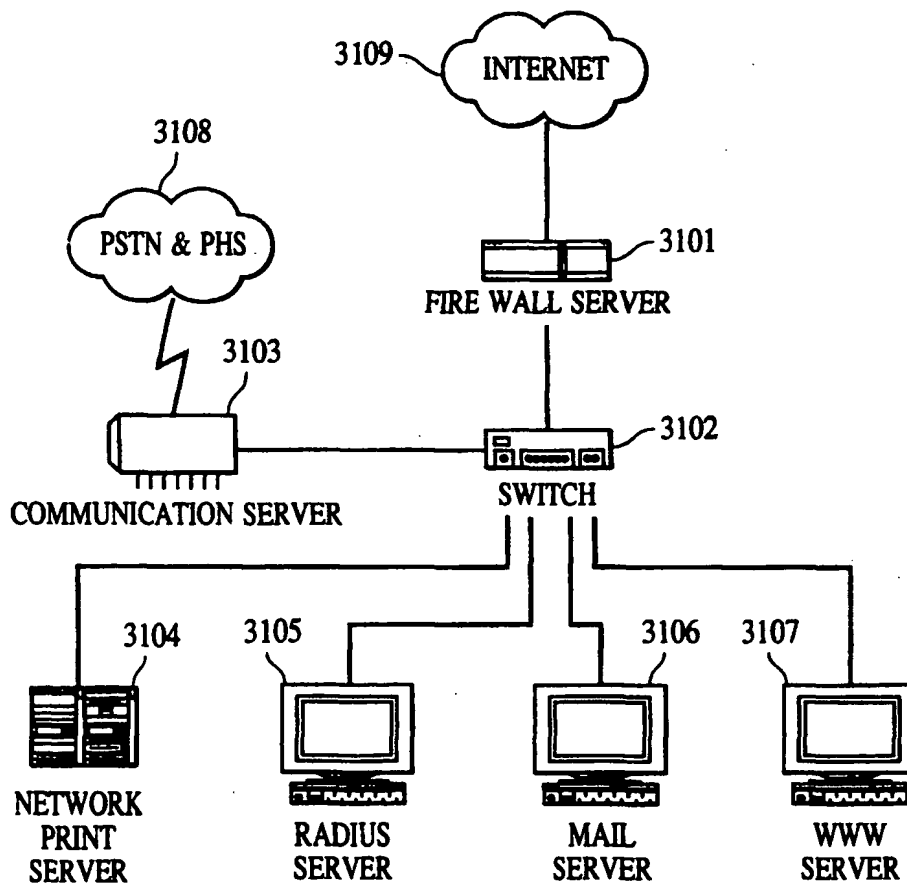 3109
INTERNET
3108
PSTN & PHS
3101
FIRE WALL SERVER
3103
3102
COMMUNICATION SERVER
SWITCH
3104
3105
3106
3107
NETWORK
PRINT
SERVER
RADIUS
SERVER
MAIL
SERVER
WWW
SERVER